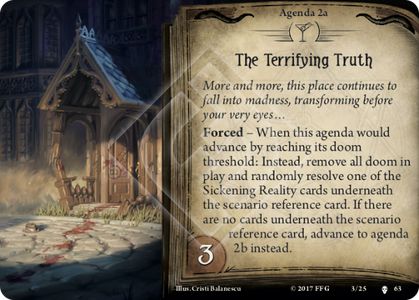 Agenda 2a
The Terrifying Truth
More and more, this place continues to
fall into madness, transforming before
your very eyes…
Forced – When this agenda would
advance by reaching its doom
threshold: Instead, remove all doom in
play and randomly resolve one of the
Sickening Reality cards underneath
the scenario reference card. If there
are no cards underneath the scenario
reference card, advance to agenda
2b instead.
3
Illus. Cristi Balanescu
© 2017 FFG
3/25
63